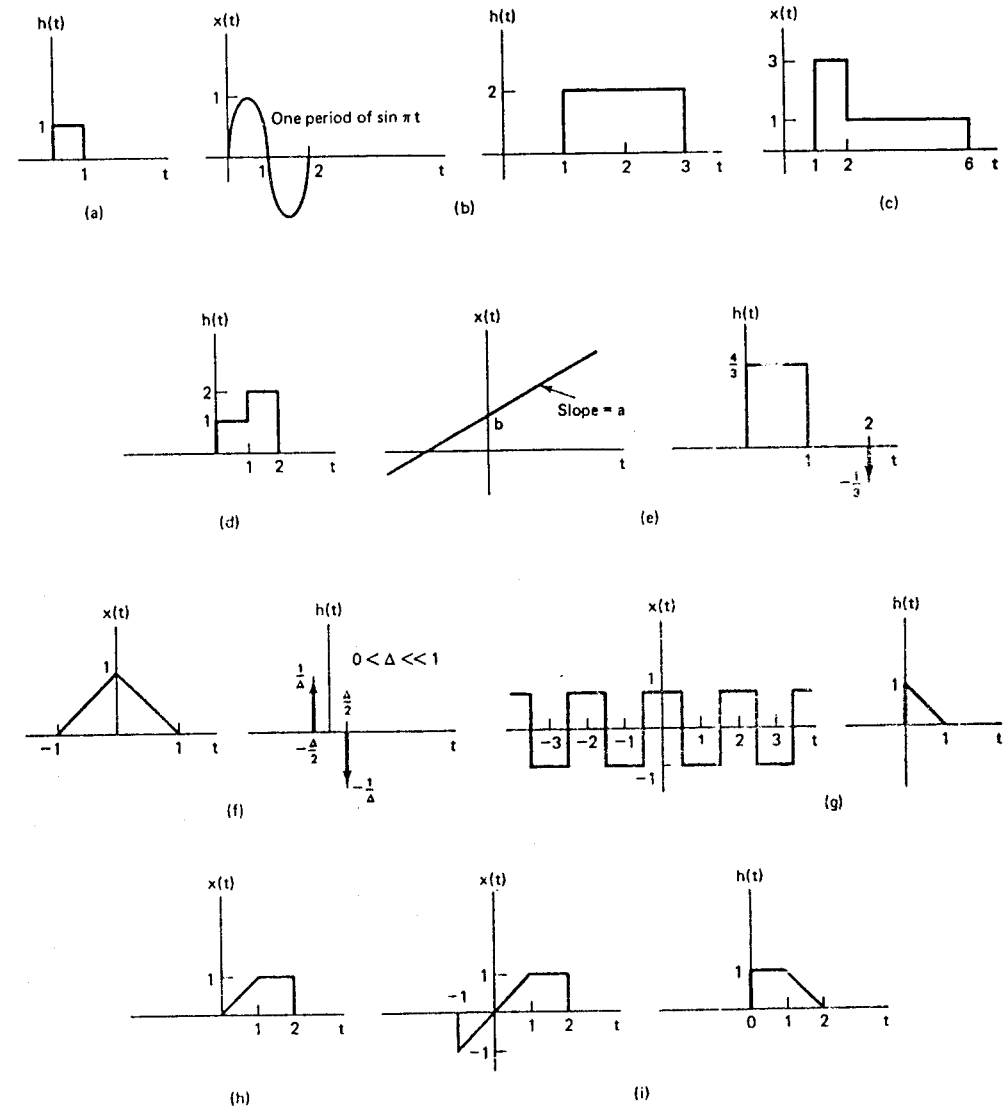 h(t)
1
1
t
(a)
x(t)
1
One period of sin π t
1
2
t
h(t)
2
1
2
3
t
(b)
x(t)
3
1
1
2
6
t
(c)
h(t)
2
1
1
2
t
(d)
x(t)
Slope = a
b
t
h(t)
4/3
1
2
t
-1/3
(e)
x(t)
1
-1
1
t
h(t)
0 < Δ << 1
1/Δ
Δ/2
-Δ/2
-1/Δ
t
(f)
x(t)
1
-3
-2
-1
1
2
3
t
-1
h(t)
1
1
t
(g)
x(t)
1
1
2
t
(h)
x(t)
1
-1
1
2
t
-1
h(t)
1
0
1
2
t
(i)